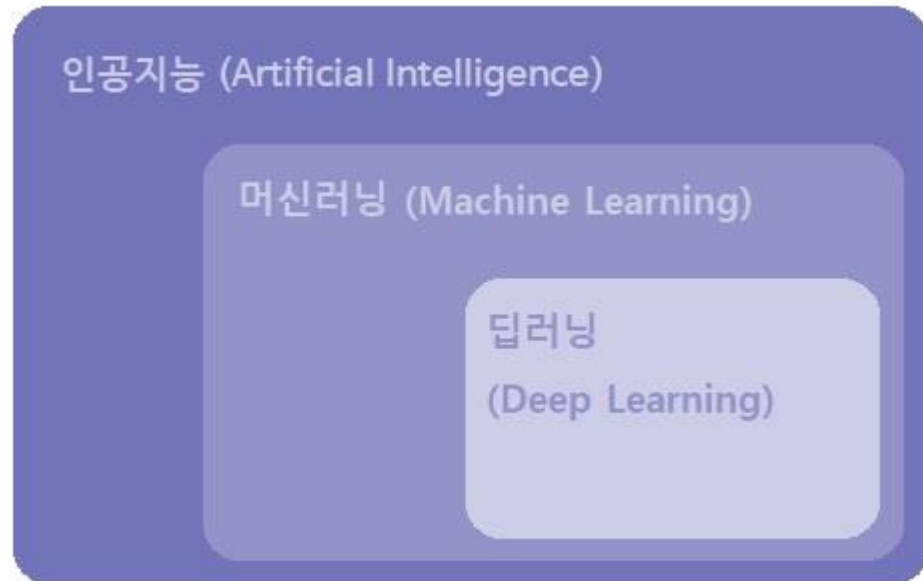 인공지능 (Artificial Intelligence)
머신러닝 (Machine Learning)
딥러닝
(Deep Learning)